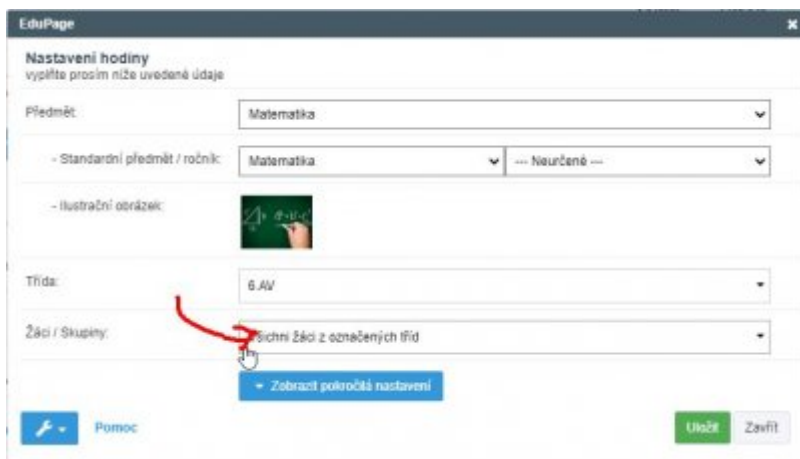 EduPage
Nastavení hodiny
vyplňte prosím níže uvedené údaje
Předmět: Matematika
- Standardní předmět / ročník: Matematika --- Neurčené ---
- Ilustrační obrázek:
Třída: 6.AV
Žáci / Skupiny: šichni žáci z označených tříd
Zobrazit pokročilá nastavení
Pomoc Uložit Zavřít